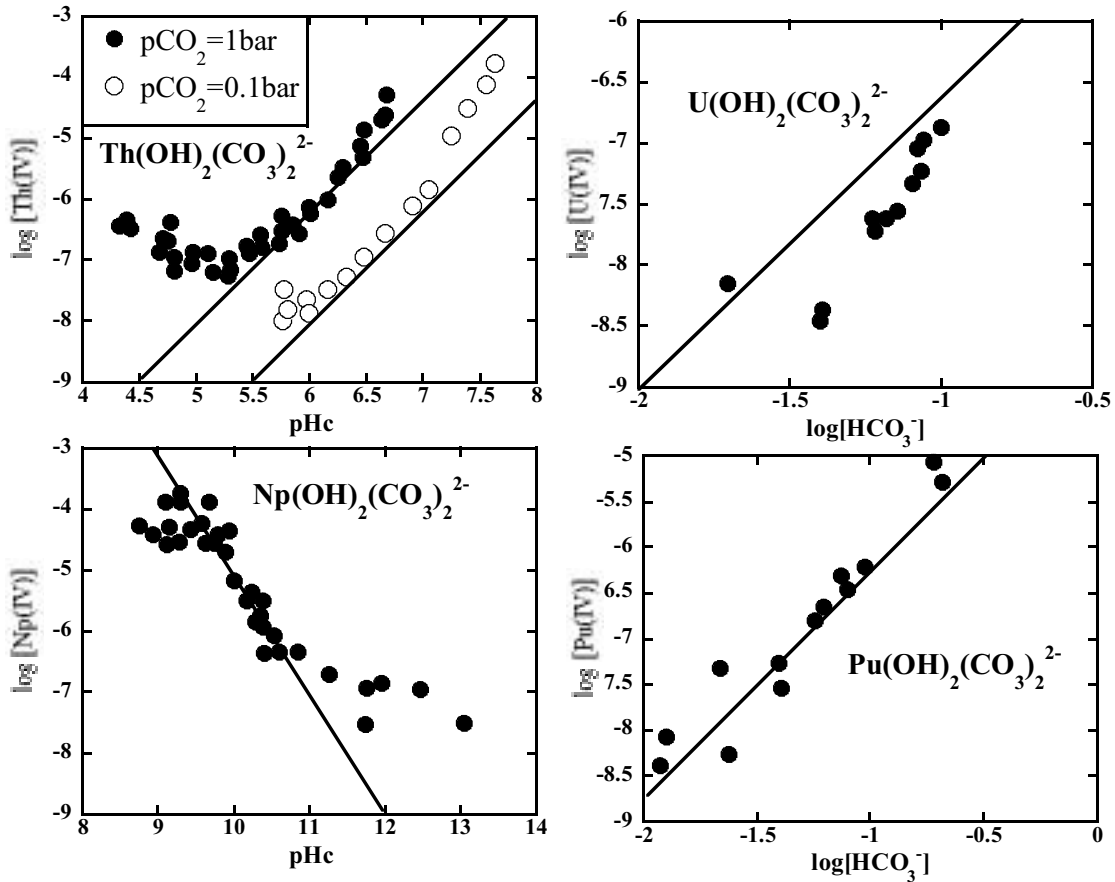 -3
-4
-5
-6
-7
-8
-9
pCO2=1bar
pCO2=0.1bar
Th(OH)2(CO3)2 2-
log [Th(IV)]
4 4.5 5 5.5 6 6.5 7 7.5 8
pHc
-6
-6.5
-7
-7.5
-8
-8.5
-9
U(OH)2(CO3)2 2-
log [U(IV)]
-2 -1.5 -1 -0.5
log[HCO3-]
-3
-4
-5
-6
-7
-8
-9
Np(OH)2(CO3)2 2-
log [Np(IV)]
8 9 10 11 12 13 14
pHc
-5
-5.5
-6
-6.5
-7
-7.5
-8
-8.5
-9
Pu(OH)2(CO3)2 2-
log [Pu(IV)]
-2 -1.5 -1 -0.5 0
log[HCO3-]